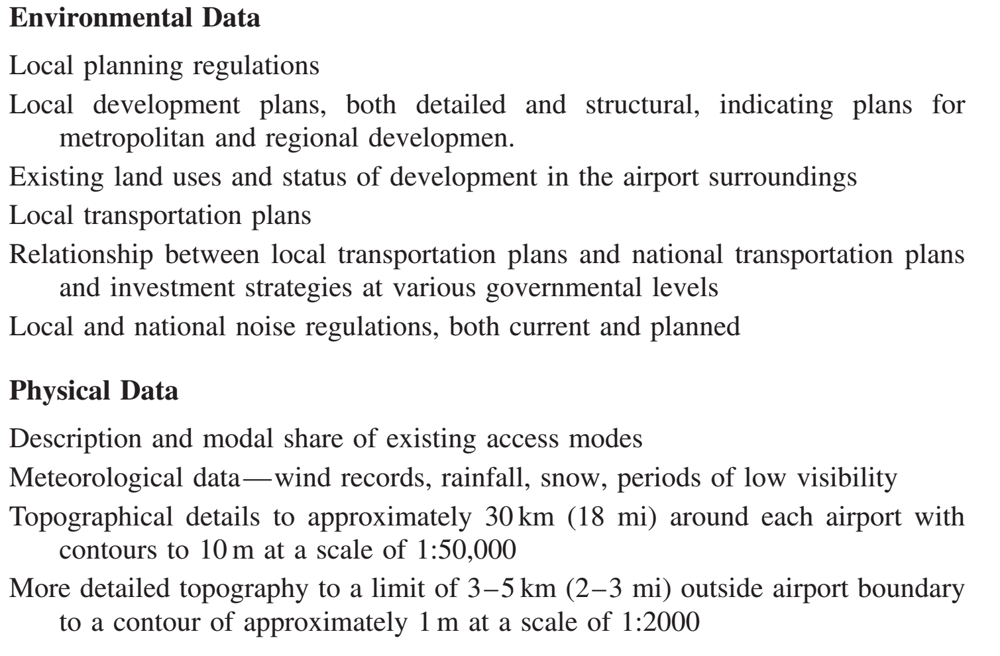 Environmental Data
Local planning regulations
Local development plans, both detailed and structural, indicating plans for
metropolitan and regional developmen.
Existing land uses and status of development in the airport surroundings
Local transportation plans
Relationship between local transportation plans and national transportation plans
and investment strategies at various governmental levels
Local and national noise regulations, both current and planned
Physical Data
Description and modal share of existing access modes
Meteorological data—wind records, rainfall, snow, periods of low visibility
Topographical details to approximately 30 km (18 mi) around each airport with
contours to 10 m at a scale of 1:50,000
More detailed topography to a limit of 3–5 km (2–3 mi) outside airport boundary
to a contour of approximately 1 m at a scale of 1:2000